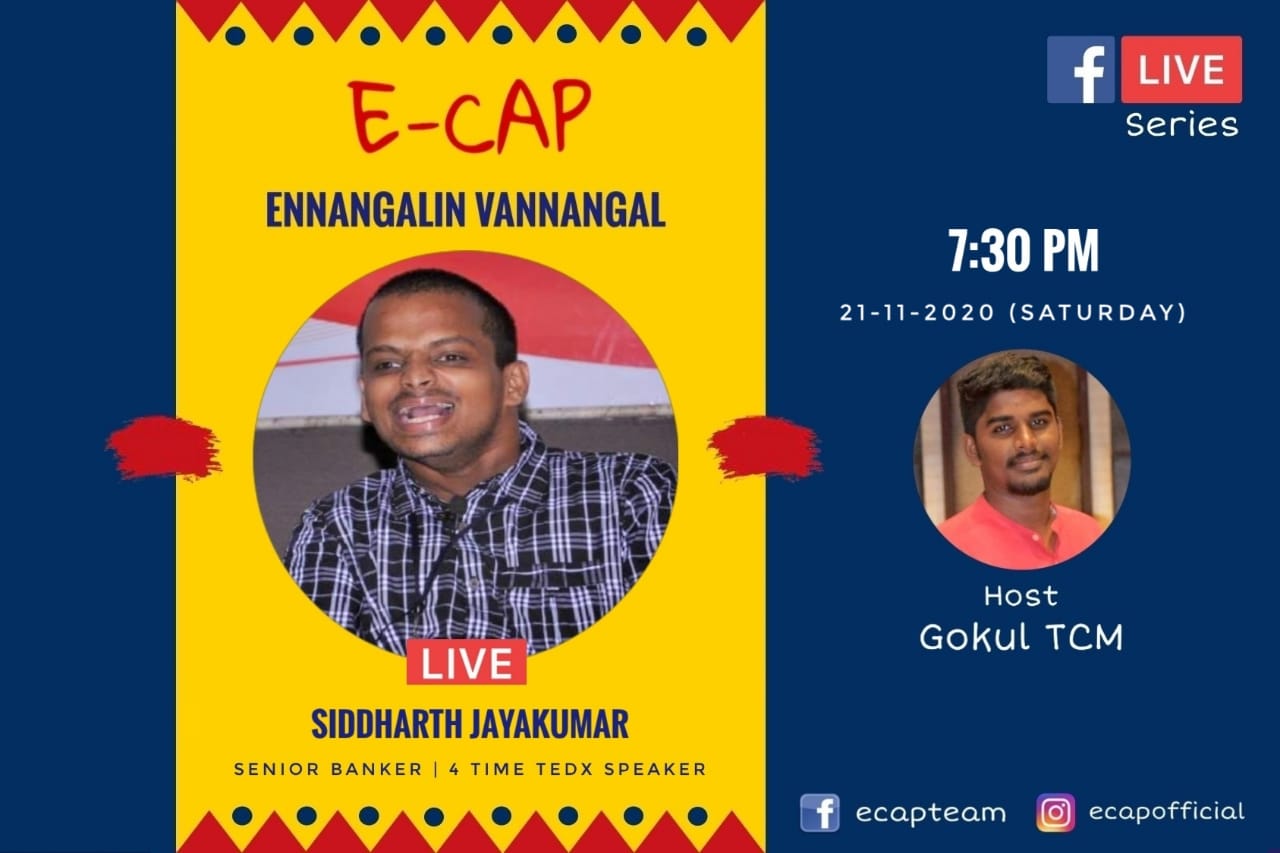 E-CAP
ENNANGALIN VANNANGAL
LIVE
SIDDHARTH JAYAKUMAR
SENIOR BANKER | 4 TIME TEDX SPEAKER
f LIVE
Series
7:30 PM
21-11-2020 (SATURDAY)
Host
Gokul TCM
f ecapteam
ecapofficial